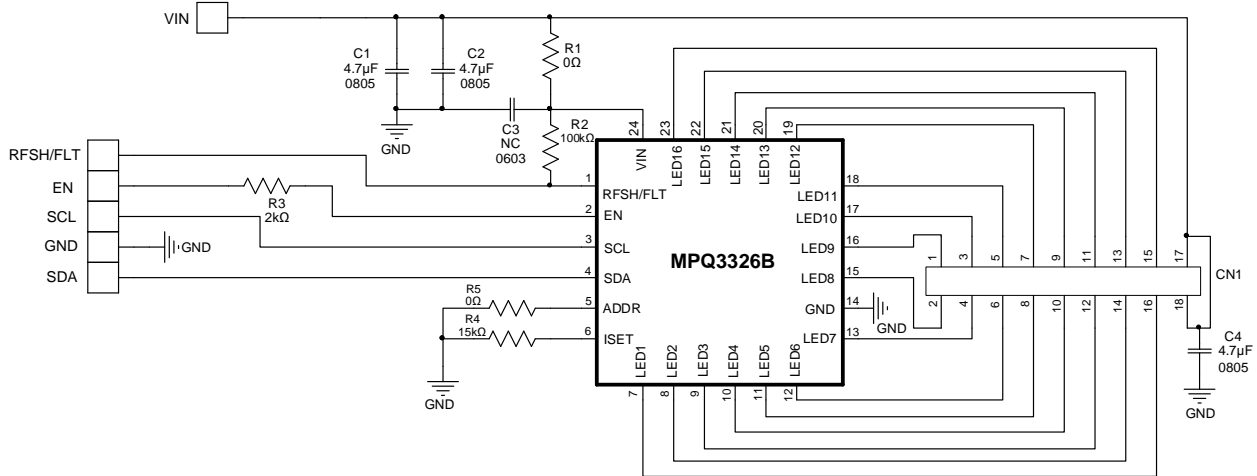 VIN
C1
4.7µF
0805
C2
4.7µF
0805
R1
0Ω
GND
C3
NC
0603
R2
100kΩ
24
23
22
21
20
19
VIN
LED16
LED15
LED14
LED13
LED12
RFSH/FLT
EN
SCL
GND
SDA
R3
2kΩ
GND
1
2
3
4
5
6
RFSH/FLT
EN
SCL
SDA
ADDR
ISET
MPQ3326B
LED11
LED10
LED9
LED8
GND
LED7
18
17
16
15
14
13
GND
R5
0Ω
R4
15kΩ
GND
LED1
LED2
LED3
LED4
LED5
LED6
7
8
9
10
11
12
1
3
5
7
9
11
13
15
17
2
4
6
8
10
12
14
16
18
CN1
C4
4.7µF
0805
GND